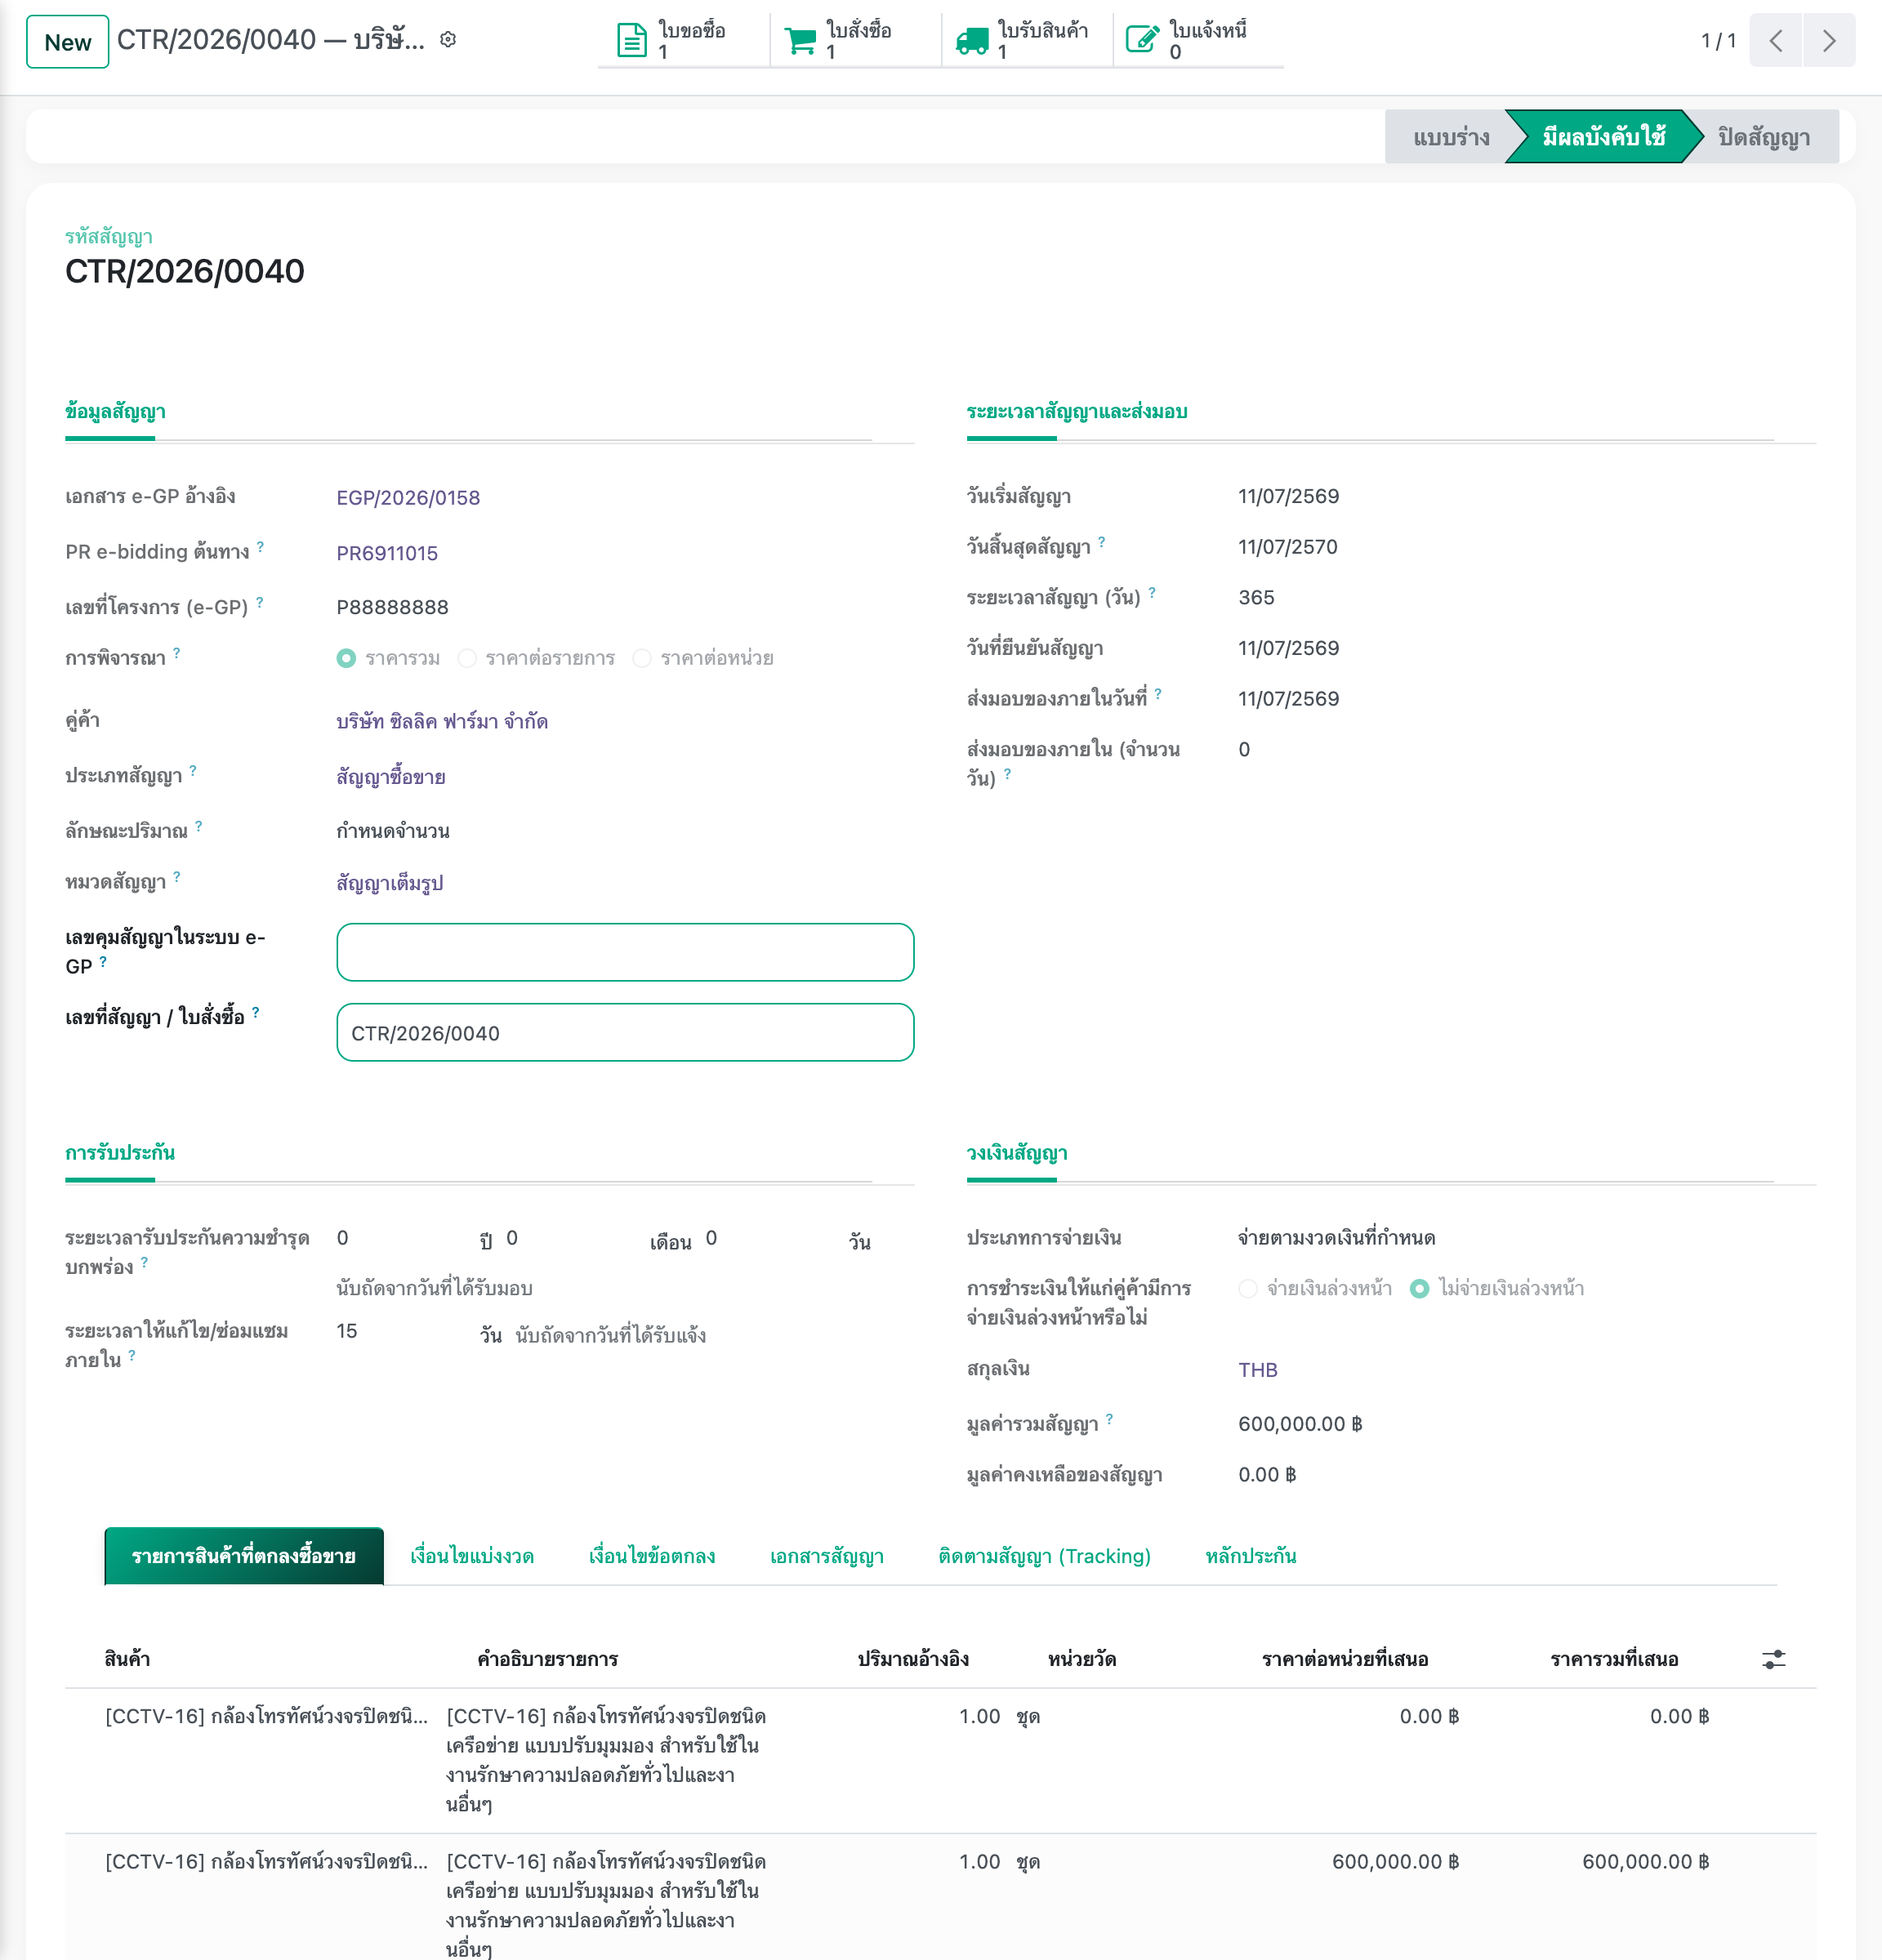 New
CTR/2026/0040 — บริษั...
ใบขอซื้อ
1
ใบสั่งซื้อ
1
ใบรับสินค้า
1
ใบแจ้งหนี้
0
1 / 1
แบบร่าง
มีผลบังคับใช้
ปิดสัญญา
รหัสสัญญา
CTR/2026/0040
ข้อมูลสัญญา
เอกสาร e-GP อ้างอิง EGP/2026/0158
PR e-bidding ต้นทาง ? PR6911015
เลขที่โครงการ (e-GP) ? P88888888
การพิจารณา ? ราคารวม ราคาต่อรายการ ราคาต่อหน่วย
คู่ค้า บริษัท ซิลลิค ฟาร์มา จำกัด
ประเภทสัญญา ? สัญญาซื้อขาย
ลักษณะปริมาณ ? กำหนดจำนวน
หมวดสัญญา ? สัญญาเต็มรูป
เลขคุมสัญญาในระบบ e-
GP ?
เลขที่สัญญา / ใบสั่งซื้อ ? CTR/2026/0040
ระยะเวลาสัญญาและส่งมอบ
วันเริ่มสัญญา 11/07/2569
วันสิ้นสุดสัญญา ? 11/07/2570
ระยะเวลาสัญญา (วัน) ? 365
วันที่ยืนยันสัญญา 11/07/2569
ส่งมอบของภายในวันที่ ? 11/07/2569
ส่งมอบของภายใน (จำนวน 0
วัน) ?
การรับประกัน
ระยะเวลารับประกันความชำรุด 0 ปี 0 เดือน 0 วัน
บกพร่อง ?
นับถัดจากวันที่ได้รับมอบ
ระยะเวลาให้แก้ไข/ซ่อมแซม 15 วัน นับถัดจากวันที่ได้รับแจ้ง
ภายใน ?
วงเงินสัญญา
ประเภทการจ่ายเงิน จ่ายตามงวดเงินที่กำหนด
การชำระเงินให้แก่คู่ค้ามีการ จ่ายเงินล่วงหน้า ไม่จ่ายเงินล่วงหน้า
จ่ายเงินล่วงหน้าหรือไม่
สกุลเงิน THB
มูลค่ารวมสัญญา ? 600,000.00 ฿
มูลค่าคงเหลือของสัญญา 0.00 ฿
รายการสินค้าที่ตกลงซื้อขาย เงื่อนไขแบ่งงวด เงื่อนไขข้อตกลง เอกสารสัญญา ติดตามสัญญา (Tracking) หลักประกัน
สินค้า คำอธิบายรายการ ปริมาณอ้างอิง หน่วยวัด ราคาต่อหน่วยที่เสนอ ราคารวมที่เสนอ
[CCTV-16] กล้องโทรทัศน์วงจรปิดชนิ... [CCTV-16] กล้องโทรทัศน์วงจรปิดชนิด 1.00 ชุด 0.00 ฿ 0.00 ฿
เครือข่าย แบบปรับมุมมอง สำหรับใช้ใน
งานรักษาความปลอดภัยทั่วไปและงา
นอื่นๆ
[CCTV-16] กล้องโทรทัศน์วงจรปิดชนิ... [CCTV-16] กล้องโทรทัศน์วงจรปิดชนิด 1.00 ชุด 600,000.00 ฿ 600,000.00 ฿
เครือข่าย แบบปรับมุมมอง สำหรับใช้ใน
งานรักษาความปลอดภัยทั่วไปและงา
นอื่นๆ